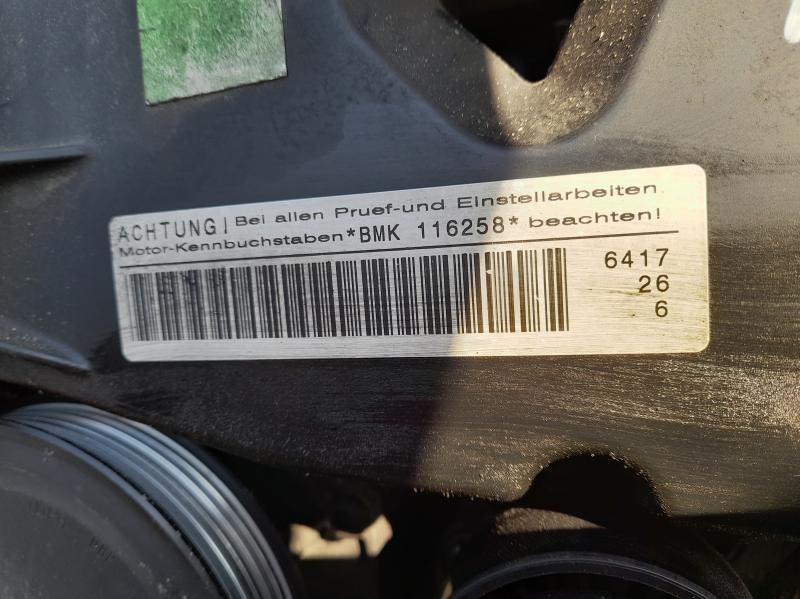 ACHTUNG! Bei allen Pruef-und Einstellarbeiten
Motor-Kennbuchstaben*BMK 116258* beachten!
6417
26
6